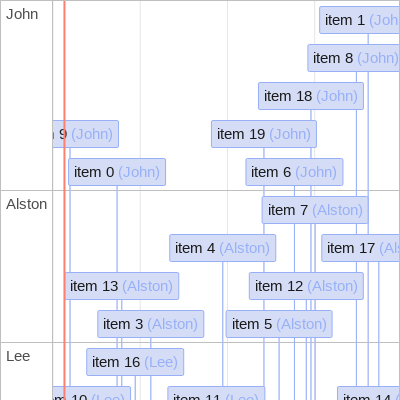 John
item 1 (Joh
item 8 (John)
item 18 (John)
9 (John)
item 19 (John)
item 0 (John)
item 6 (John)
Alston
item 7 (Alston)
item 4 (Alston)
item 17 (Als
item 13 (Alston)
item 12 (Alston)
item 3 (Alston)
item 5 (Alston)
Lee
item 16 (Lee)
10 (Lee)
item 11 (Lee)
item 14 (